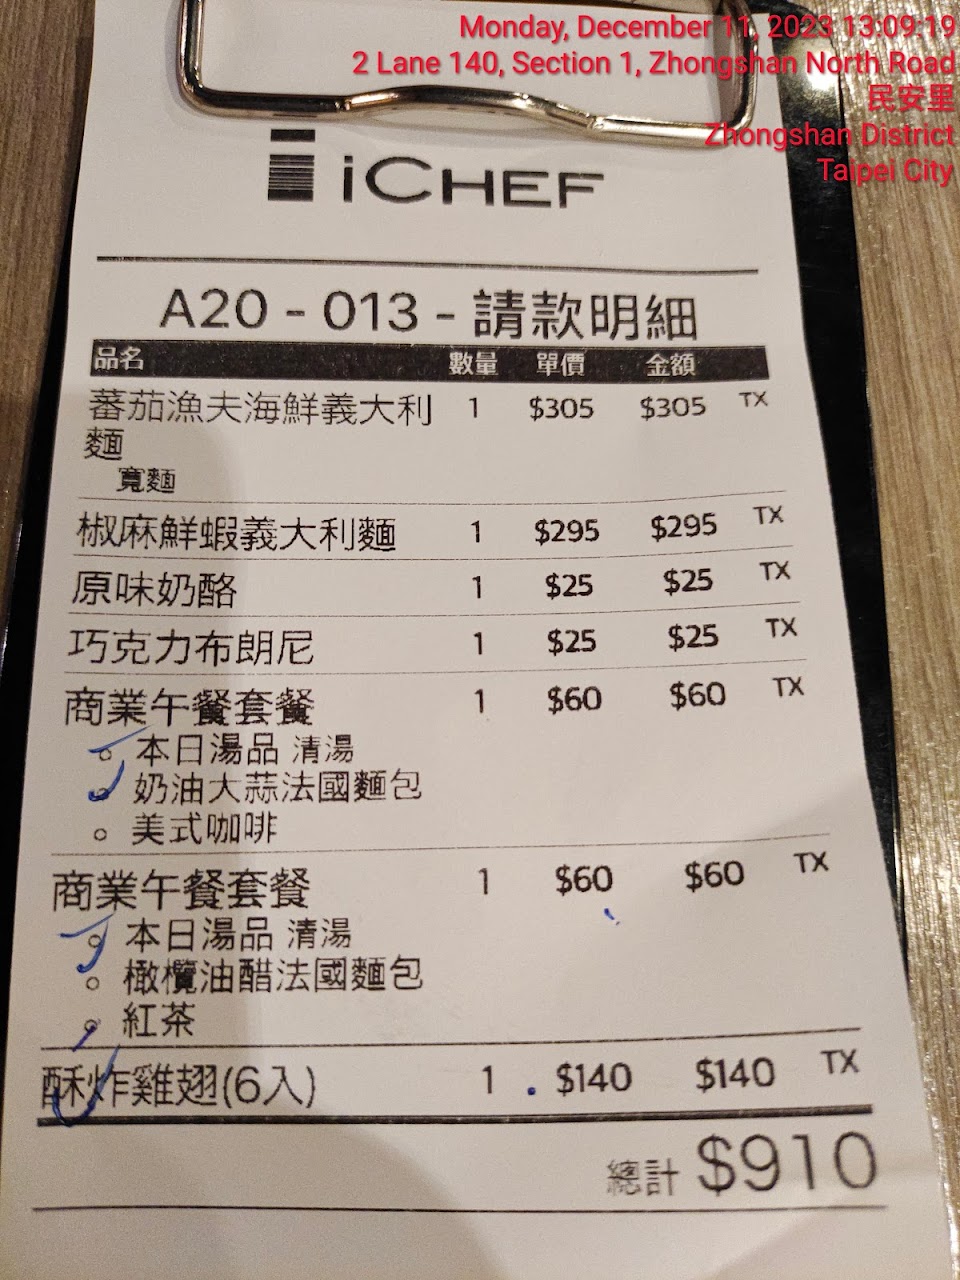 Monday, December 11, 2023 13:09:19
2 Lane 140, Section 1, Zhongshan North Road
民安里
Zhongshan District
Taipei City
iCHEF
A20 - 013 - 請款明細
品名 數量 單價 金額
蕃茄漁夫海鮮義大利 1 $305 $305 TX
麵
寬麵
椒麻鮮蝦義大利麵 1 $295 $295 TX
原味奶酪 1 $25 $25 TX
巧克力布朗尼 1 $25 $25 TX
商業午餐套餐 1 $60 $60 TX
本日湯品 清湯
奶油大蒜法國麵包
美式咖啡
商業午餐套餐 1 $60 $60 TX
本日湯品 清湯
橄欖油醋法國麵包
紅茶
酥炸雞翅(6入) 1 $140 $140 TX
總計 $910